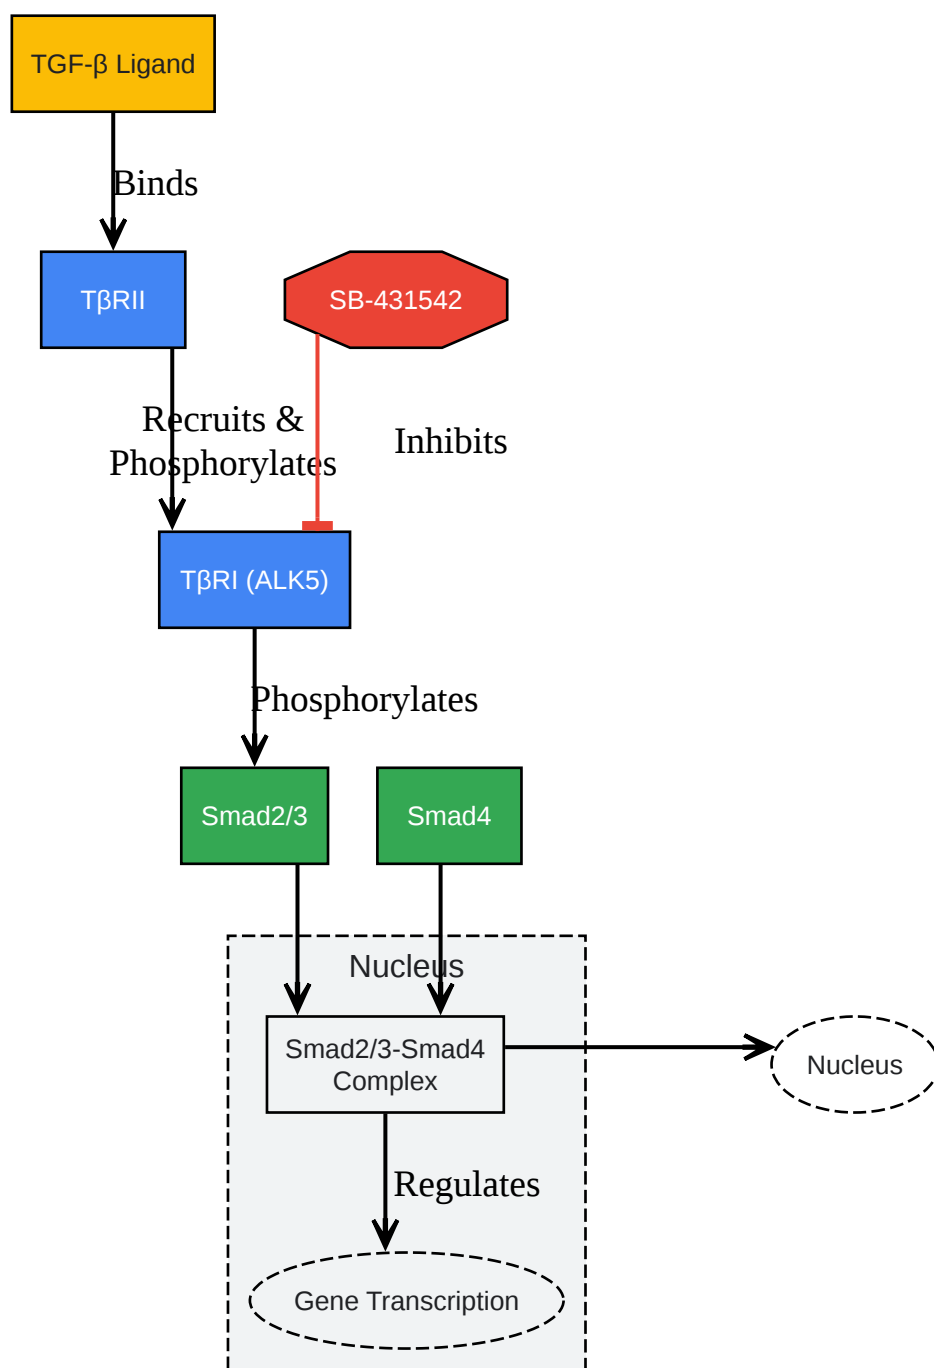 TGF-β Ligand
Binds
TβRII
SB-431542
Recruits &
Phosphorylates
Inhibits
TβRI (ALK5)
Phosphorylates
Smad2/3
Smad4
Nucleus
Smad2/3-Smad4
Complex
Nucleus
Regulates
Gene Transcription